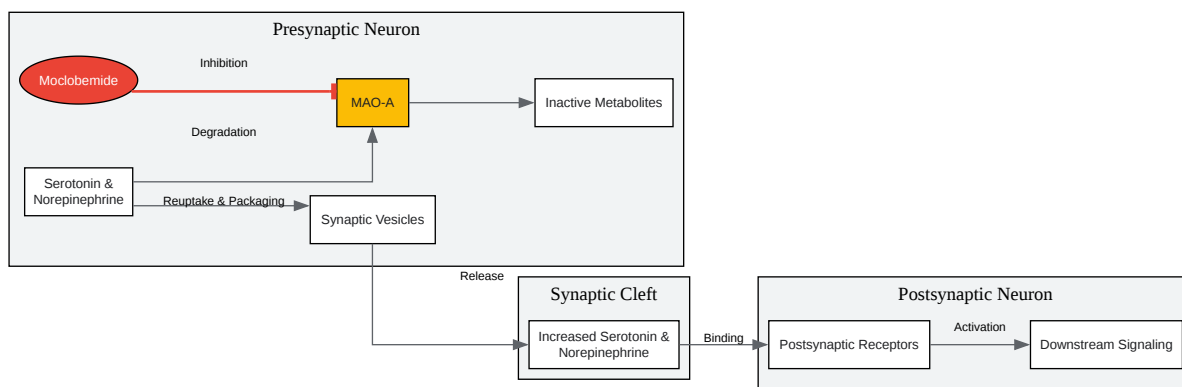 Presynaptic Neuron
Inhibition
Moclobemide
MAO-A
Inactive Metabolites
Degradation
Serotonin &
Norepinephrine
Reuptake & Packaging
Synaptic Vesicles
Release
Synaptic Cleft
Increased Serotonin &
Norepinephrine
Binding
Postsynaptic Neuron
Postsynaptic Receptors
Activation
Downstream Signaling